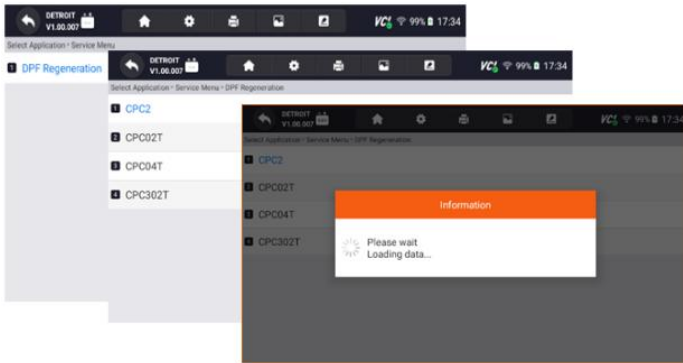 DETROIT
V1.00.007
VCI 99% 17:34
Select Application > Service Menu
1 DPF Regeneration
DETROIT
V1.00.007
VCI 99% 17:34
Select Application > Service Menu > DPF Regeneration
1 CPC2
2 CPC02T
3 CPC04T
4 CPC302T
DETROIT
V1.00.007
VCI 99% 17:34
Select Application > Service Menu > DPF Regeneration
1 CPC2
2 CPC02T
3 CPC04T
4 CPC302T
Information
Please wait
Loading data...